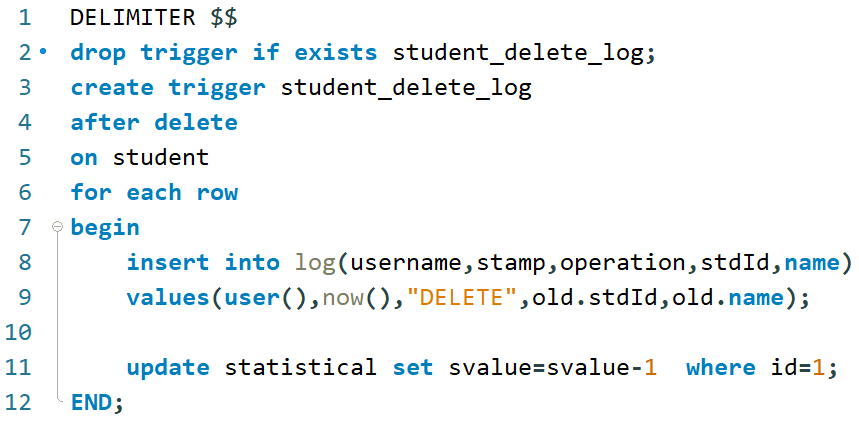 1 DELIMITER $$
2 drop trigger if exists student_delete_log;
3 create trigger student_delete_log
4 after delete
5 on student
6 for each row
7 begin
8 insert into log(username,stamp,operation,stdId,name)
9 values(user(),now(),"DELETE",old.stdId,old.name);
10
11 update statistical set svalue=svalue-1  where id=1;
12 END;